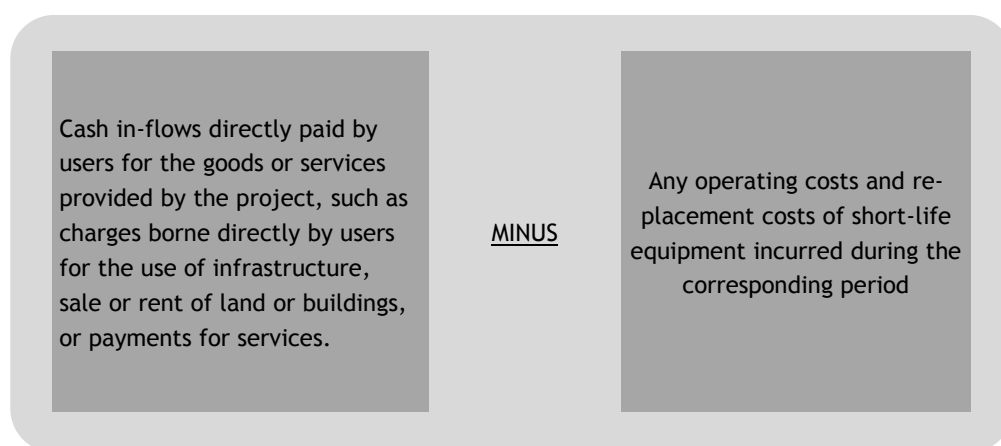 Cash in-flows directly paid by
users for the goods or services
provided by the project, such as
charges borne directly by users
for the use of infrastructure,
sale or rent of land or buildings,
or payments for services.
MINUS
Any operating costs and re-
placement costs of short-life
equipment incurred during the
corresponding period